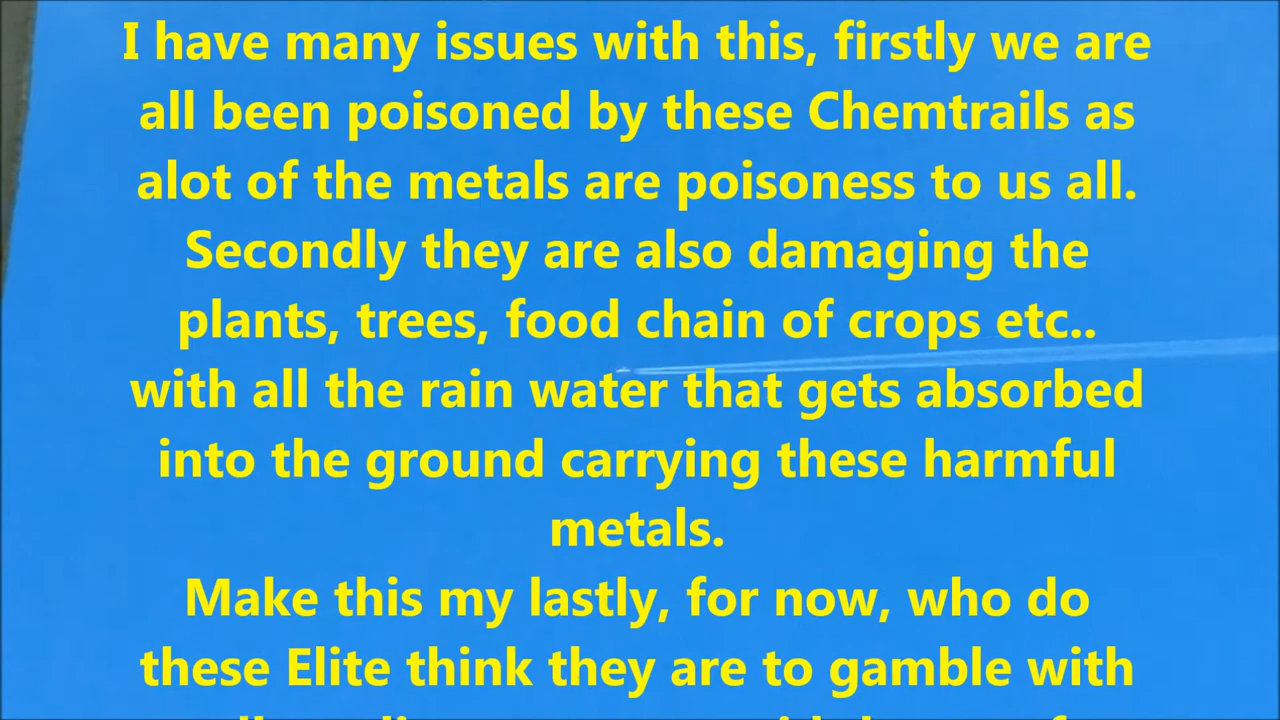 I have many issues with this, firstly we are
all been poisoned by these Chemtrails as
alot of the metals are poisoness to us all.
Secondly they are also damaging the
plants, trees, food chain of crops etc..
with all the rain water that gets absorbed
into the ground carrying these harmful
metals.
Make this my lastly, for now, who do
these Elite think they are to gamble with